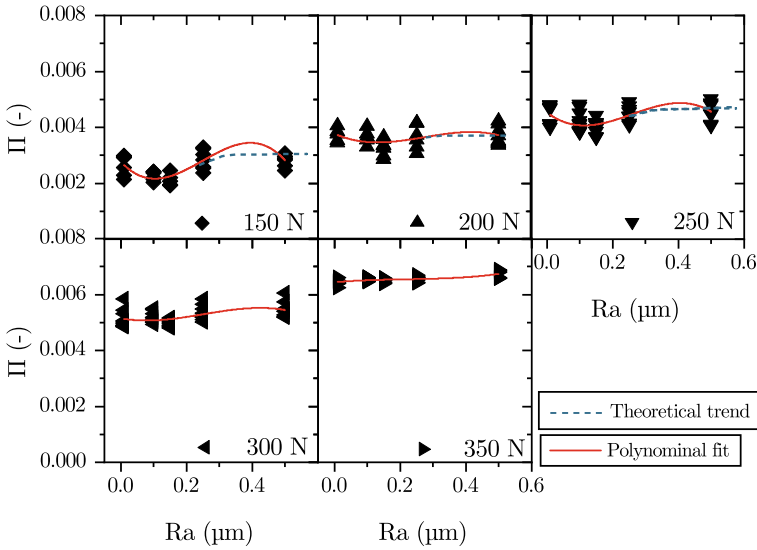 0.008
0.006
0.004
0.002
0.008
Π (-)
150 N
200 N
250 N
0.0 0.2 0.4 0.6
Ra (µm)
0.006
0.004
0.002
0.000
Π (-)
300 N
350 N
0.0 0.2 0.4
0.0 0.2 0.4 0.6
Ra (µm)
Ra (µm)
Theoretical trend
Polynominal fit